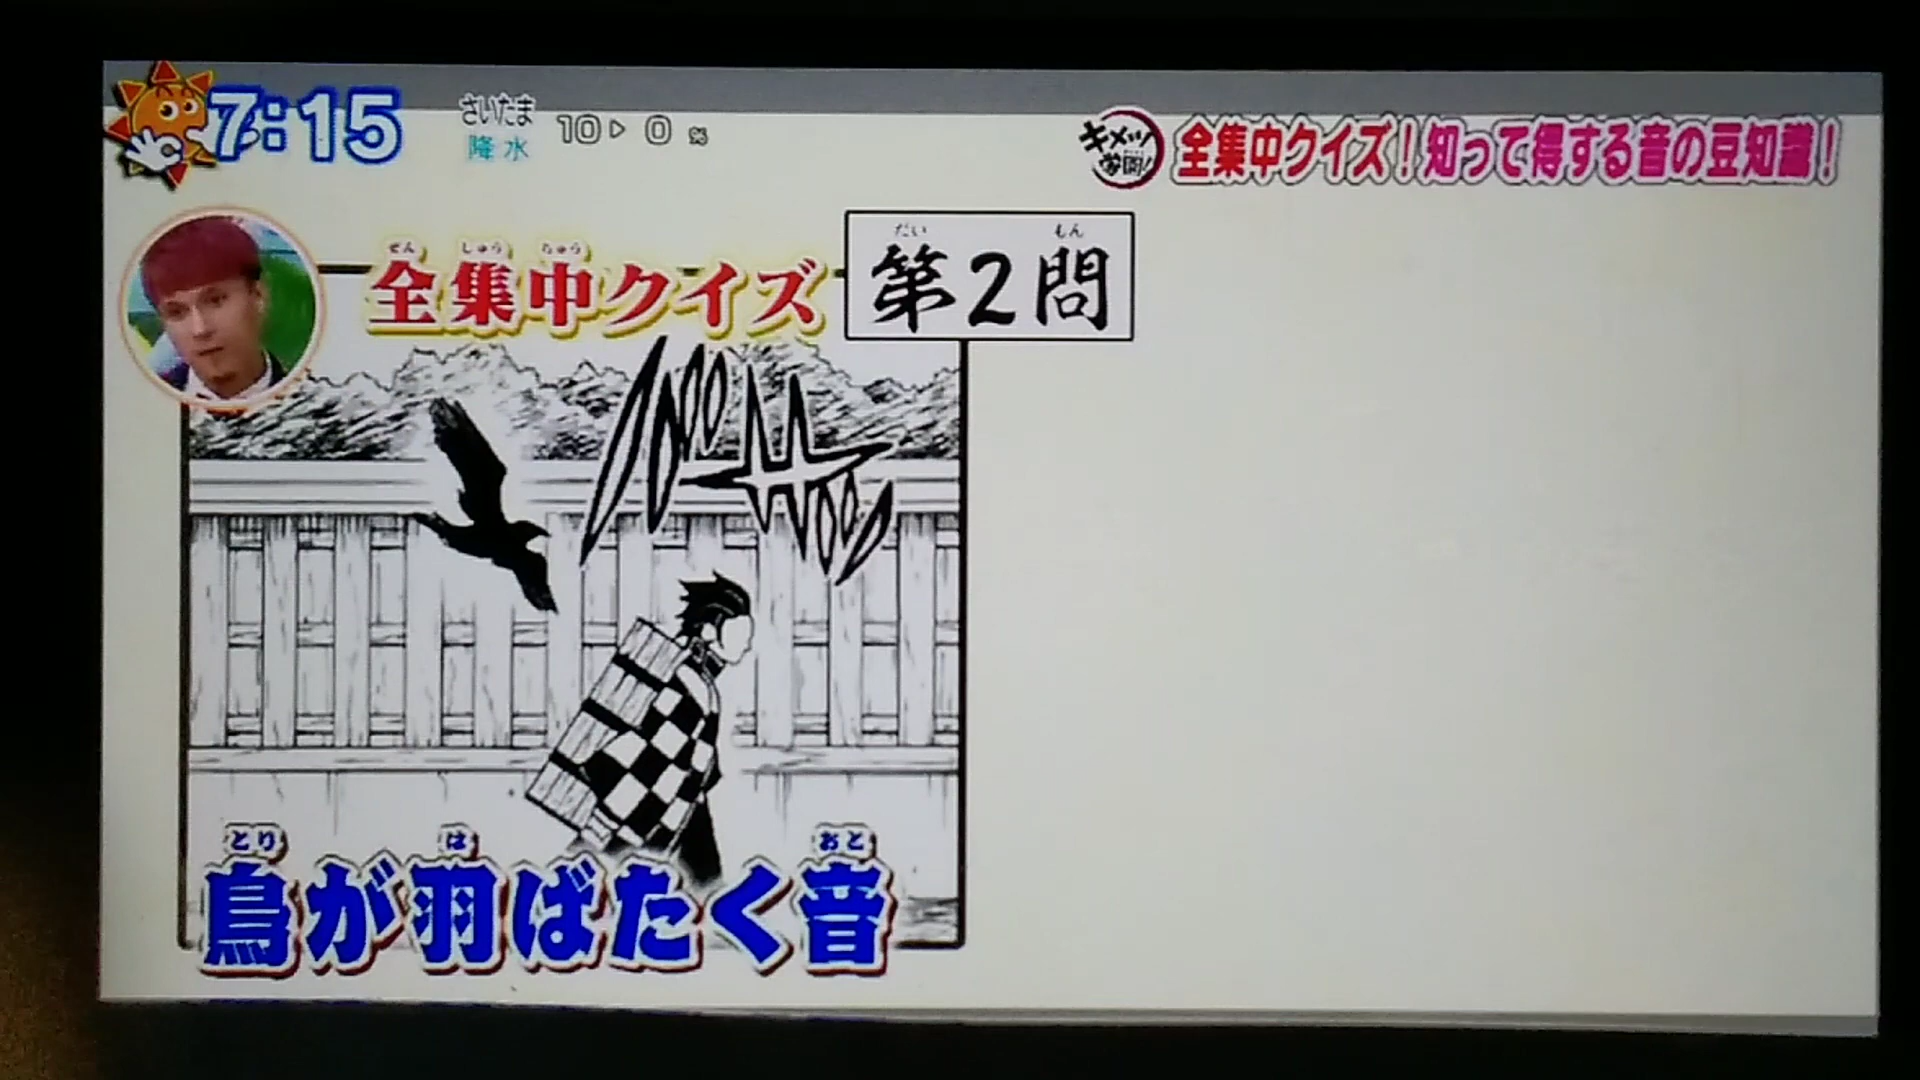 7:15
さいたま
降水
10▷ 0 %
キメツ学園!
全集中クイズ!知って得する音の豆知識!
ぜん しゅう ちゅう
全集中クイズ
だい もん
第2問
バサ
とり は おと
鳥が羽ばたく音